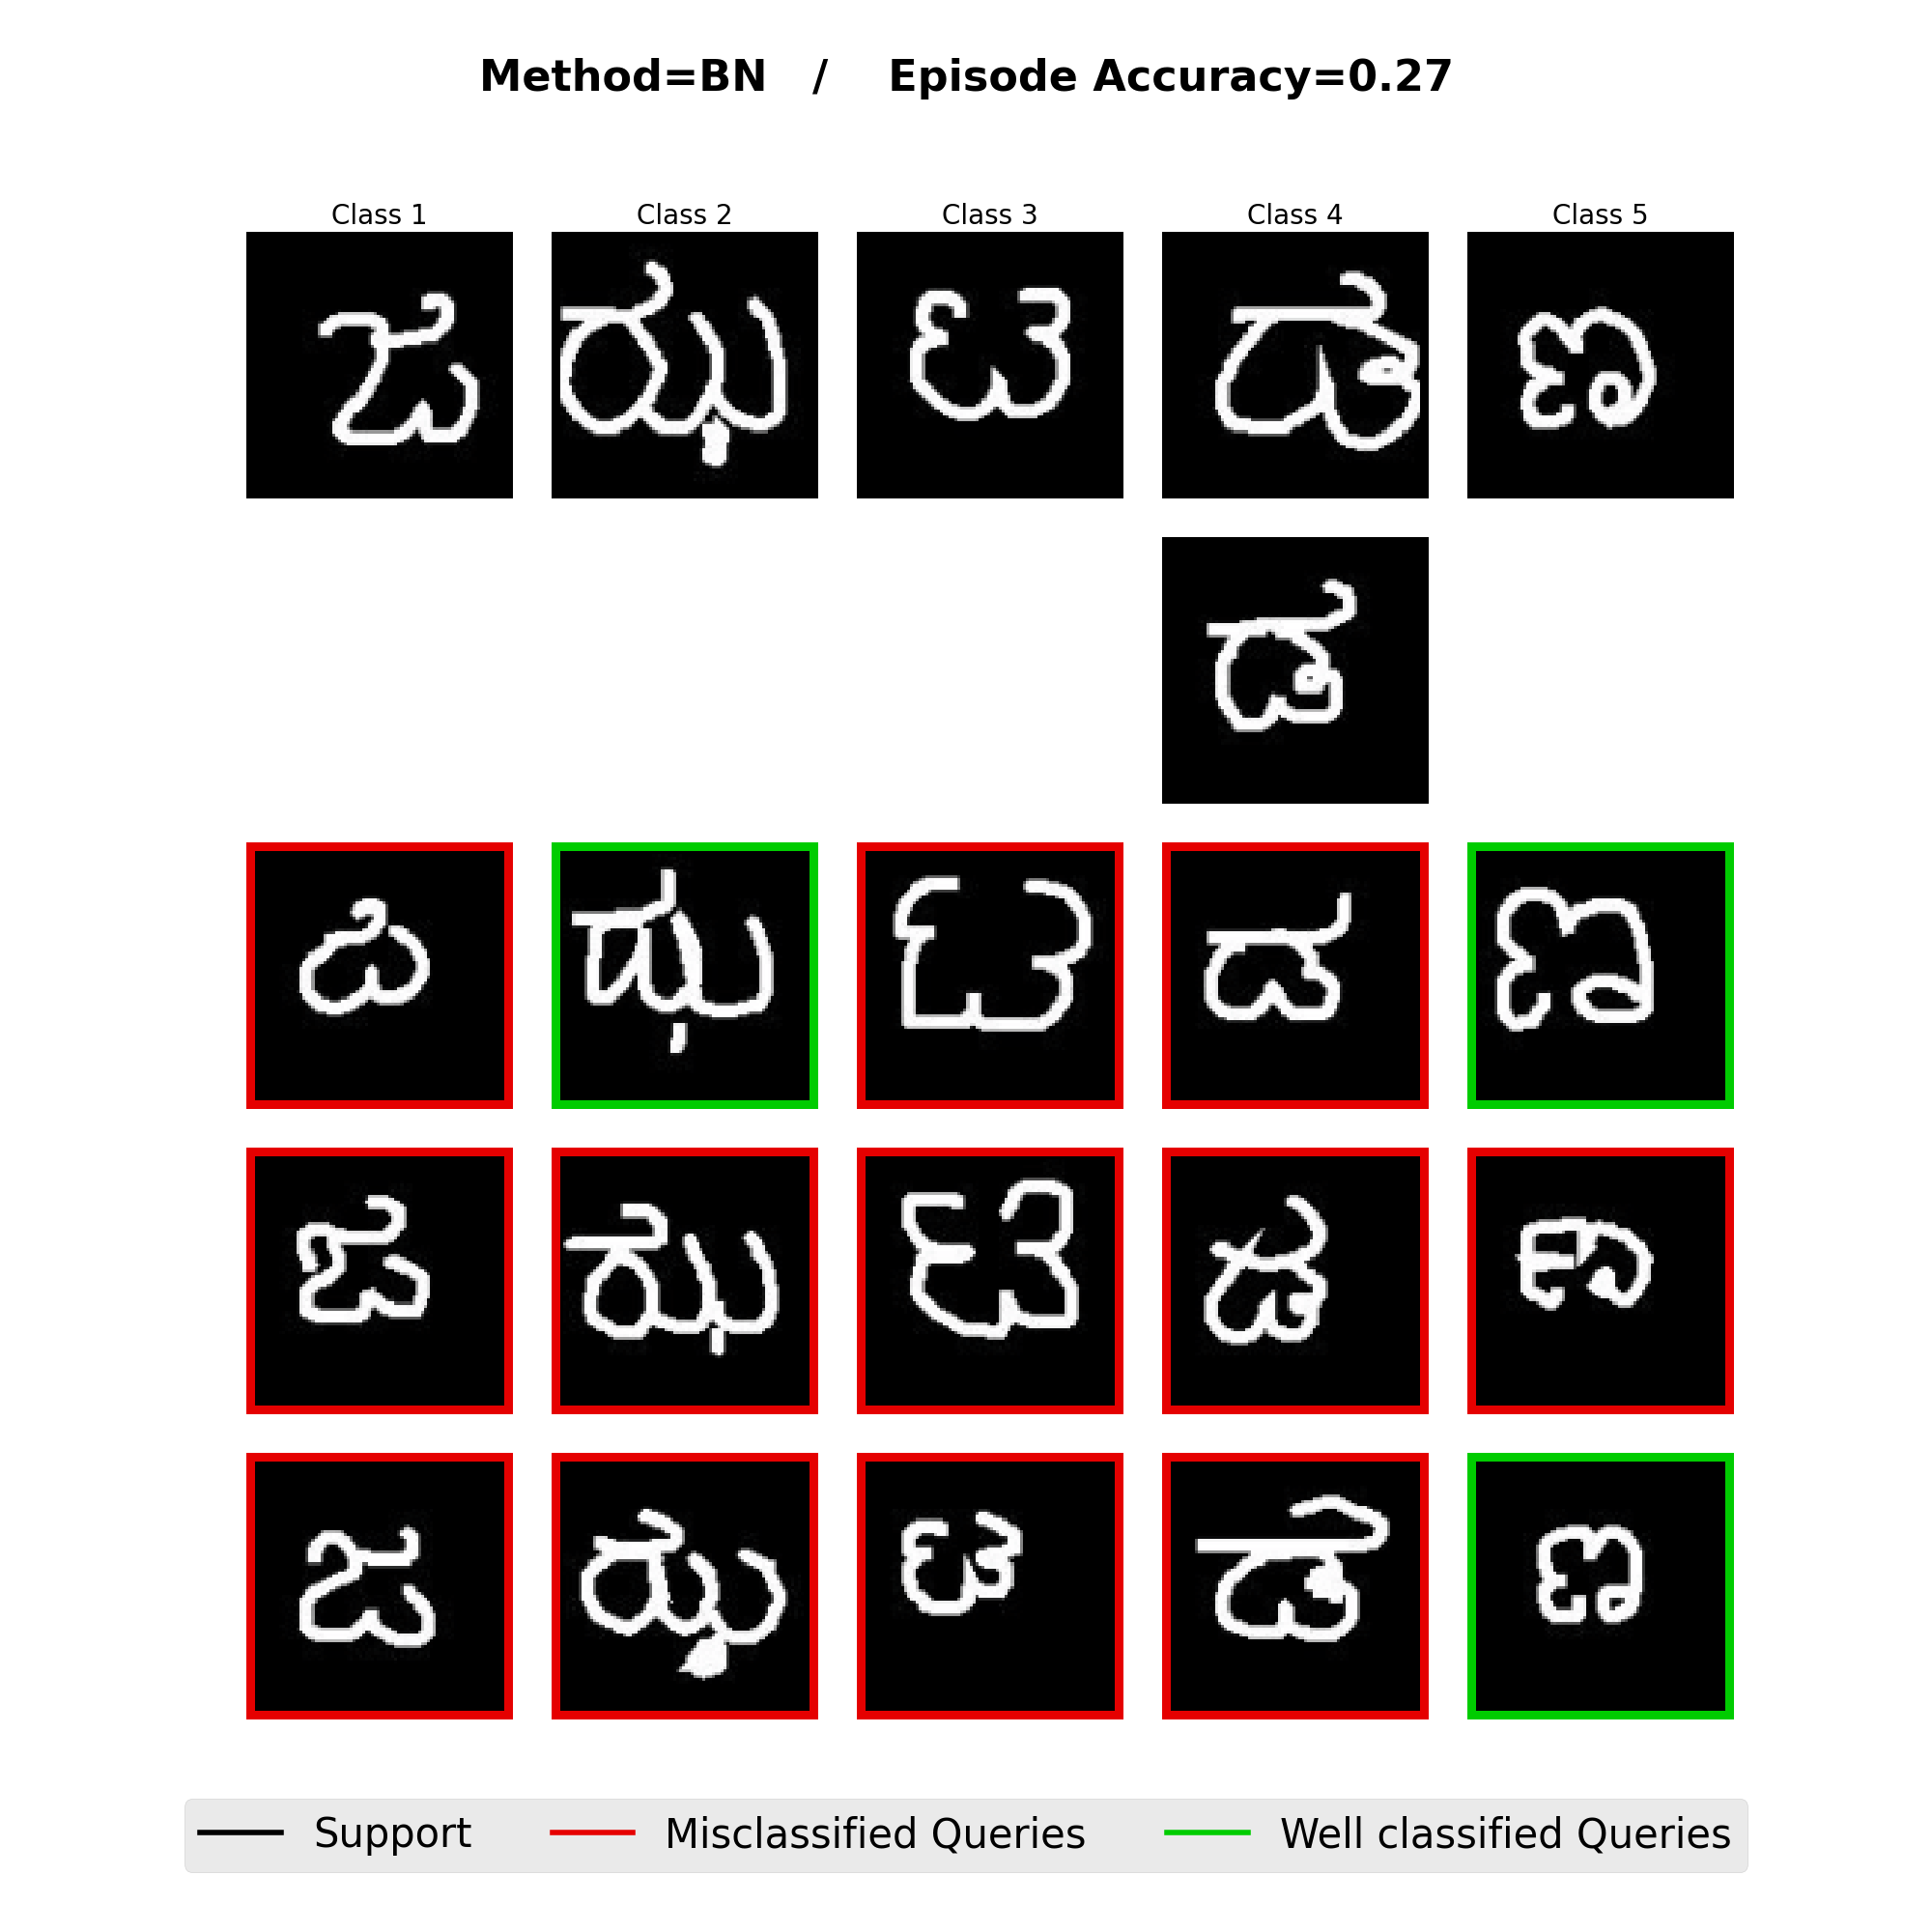 Method=BN / Episode Accuracy=0.27
Class 1 Class 2 Class 3 Class 4 Class 5
ಜ ಝ ಟ ಡ ಣ
ಡ
ಜ ಝ ಟ ಡ ಣ
ಜ ಝ ಟ ಡ ಣ
ಜ ಝ ಟ ಡ ಣ
Support Misclassified Queries Well classified Queries